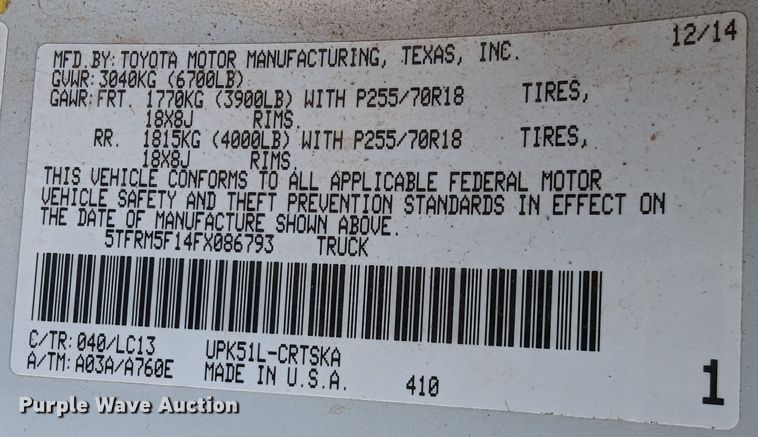 12/14
MFD.BY:TOYOTA MOTOR MANUFACTURING, TEXAS, INC.
GVWR:3040KG (6700LB)
GAWR:FRT. 1770KG (3900LB) WITH P255/70R18 TIRES,
18X8J RIMS.
RR. 1815KG (4000LB) WITH P255/70R18 TIRES,
18X8J RIMS.
THIS VEHICLE CONFORMS TO ALL APPLICABLE FEDERAL MOTOR
VEHICLE SAFETY AND THEFT PREVENTION STANDARDS IN EFFECT ON
THE DATE OF MANUFACTURE SHOWN ABOVE.
5TFRM5F14FX086793 TRUCK
C/TR:040/LC13 UPK51L-CRTSKA
A/TM:A03A/A760E MADE IN U.S.A. 410 1
Purple Wave Auction